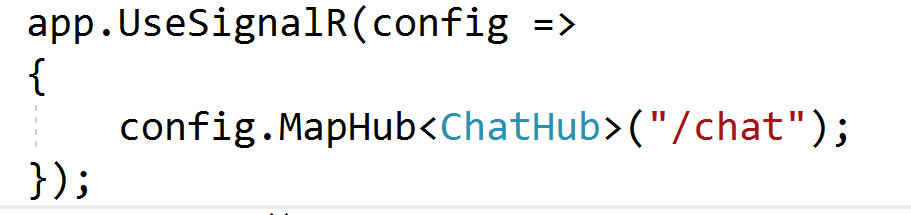 app.UseSignalR(config =>
{
    config.MapHub<ChatHub>("/chat");
});